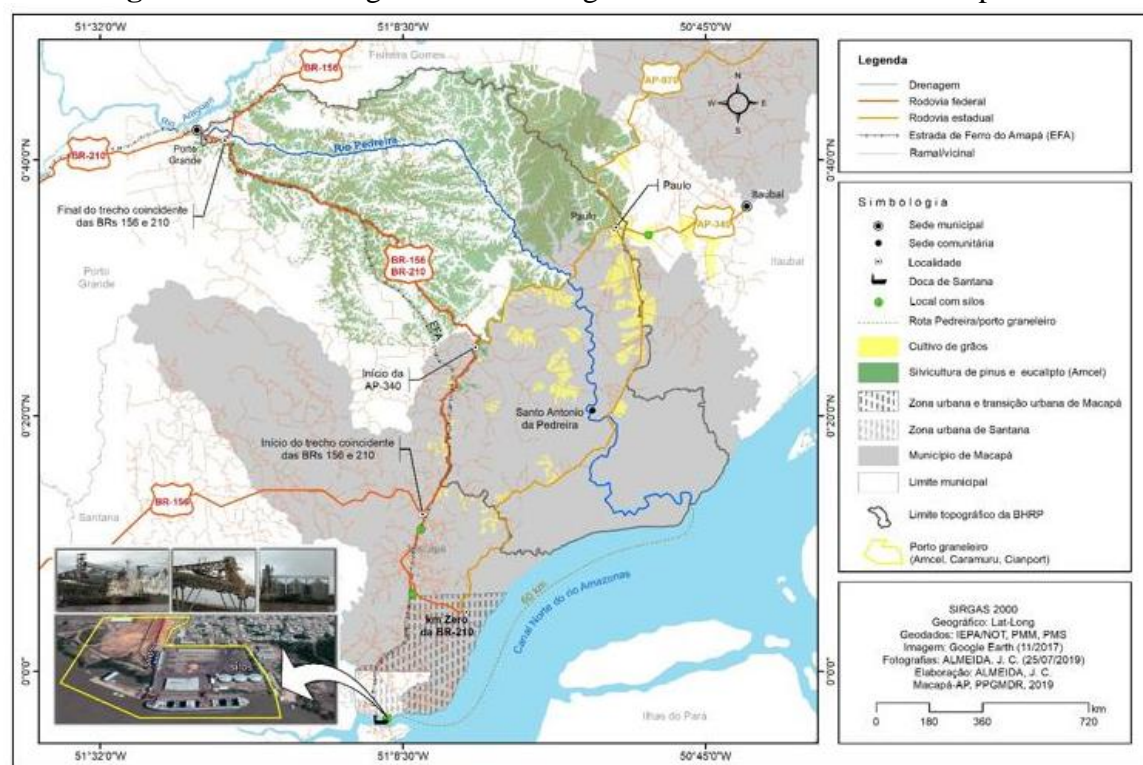 51°32'0"W
51°8'30"W
50°45'0"W
Ferreira Gomes
BR-156
AP-070
Rio Araguari
N
W
E
S
BR-210
Porto
Grande
Rio Pedreira
0°40'0"N
0°40'0"N
Final do trecho coincidente
das BRs 156 e 210
Paulo
Paulo
Itaubal
AP-340
BR-156
BR-210
Itaubal
Porto
Grande
EFA
Início da
AP-340
Santo Antonio
da Pedreira
0°20'0"N
0°20'0"N
Início do trecho coincidente
das BRs 156 e 210
BR-156
Santana
Macapá
60 km
Canal Norte do rio Amazonas
km Zero
da BR-210
silos
0°0'0"
0°0'0"
Ilhas do Pará
51°32'0"W
51°8'30"W
50°45'0"W
Legenda
Drenagem
Rodovia federal
Rodovia estadual
Estrada de Ferro do Amapá (EFA)
Ramal/vicinal
Simbologia
Sede municipal
Sede comunitária
Localidade
Doca de Santana
Local com silos
Rota Pedreira/porto graneleiro
Cultivo de grãos
Silvicultura de pinus e eucalipto (Amcel)
Zona urbana e transição urbana de Macapá
Zona urbana de Santana
Município de Macapá
Limite municipal
Limite topográfico da BHRP
Porto graneleiro
(Amcel, Caramuru, Cianport)
SIRGAS 2000
Geográfico: Lat-Long
Geodados: IEPA/NOT, PMM, PMS
Imagem: Google Earth (11/2017)
Fotografias: ALMEIDA. J. C. (25/07/2019)
Elaboração: ALMEIDA, J. C.
Macapá-AP, PPGMDR, 2019
km
0 180 360 720